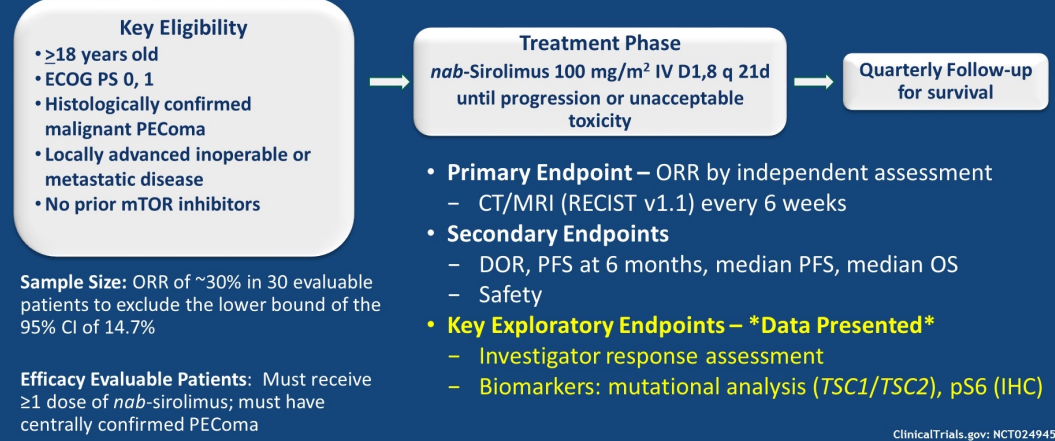 Key Eligibility
• ≥18 years old
• ECOG PS 0, 1
• Histologically confirmed
malignant PEComa
• Locally advanced inoperable or
metastatic disease
• No prior mTOR inhibitors
Treatment Phase
nab-Sirolimus 100 mg/m² IV D1,8 q 21d
until progression or unacceptable
toxicity
Quarterly Follow-up
for survival
Sample Size: ORR of ~30% in 30 evaluable
patients to exclude the lower bound of the
95% CI of 14.7%
Efficacy Evaluable Patients: Must receive
≥1 dose of nab-sirolimus; must have
centrally confirmed PEComa
• Primary Endpoint – ORR by independent assessment
– CT/MRI (RECIST v1.1) every 6 weeks
• Secondary Endpoints
– DOR, PFS at 6 months, median PFS, median OS
– Safety
• Key Exploratory Endpoints – *Data Presented*
– Investigator response assessment
– Biomarkers: mutational analysis (TSC1/TSC2), pS6 (IHC)
ClinicalTrials.gov: NCT024945